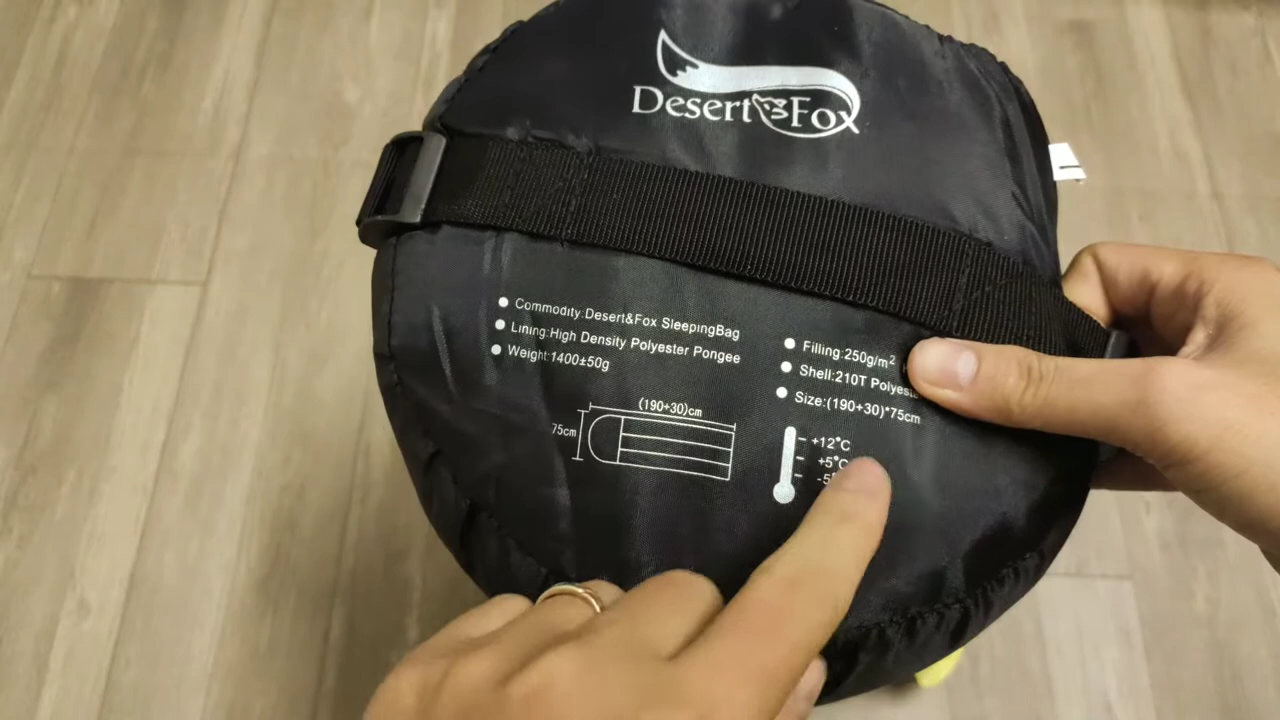 Desert Fox
Commodity:Desert&Fox SleepingBag
Lining:High Density Polyester Pongee
Weight:1400±50g
Filling:250g/m²
Shell:210T
Size:(190+30)*75cm
(190+30)cm
75cm
+12°C
+5°C